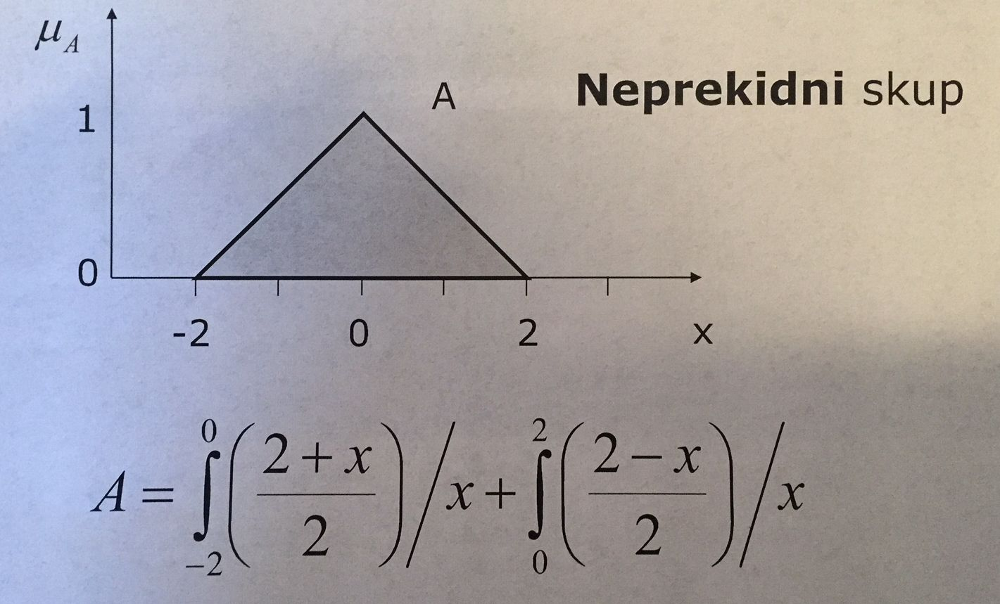 μ_A
A
Neprekidni skup
1
0
-2 0 2 x
A = ∫_{-2}^{0} ((2 + x)/2) / x + ∫_{0}^{2} ((2 − x)/2) / x